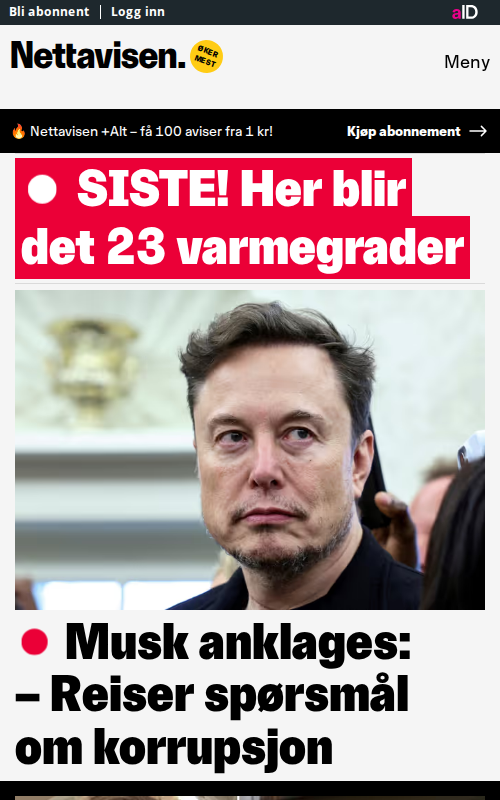 Bli abonnent | Logg inn
aID
Nettavisen.
ØKER
MEST
Meny
Nettavisen +Alt – få 100 aviser fra 1 kr!
Kjøp abonnement →
SISTE! Her blir
det 23 varmegrader
Musk anklages:
– Reiser spørsmål
om korrupsjon